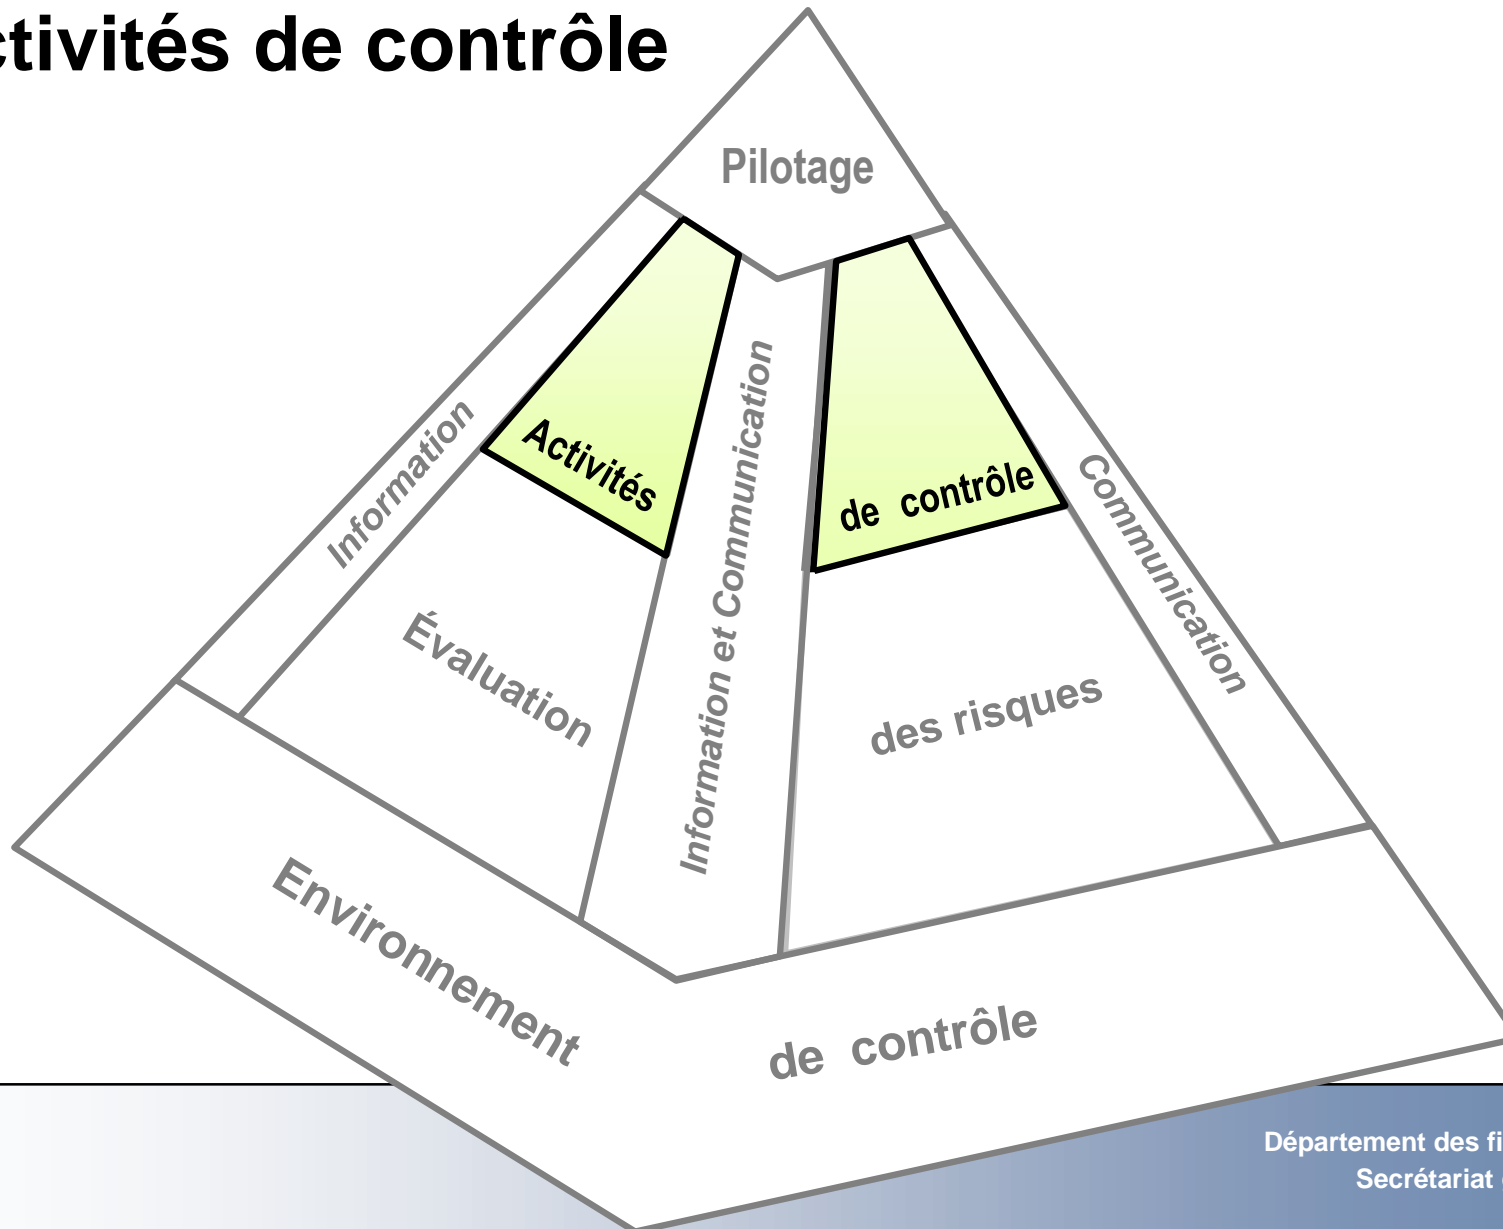 ctivités de contrôle
Pilotage
Information
Activités
Information et Communication
de contrôle
Communication
Évaluation
des risques
Environnement
de contrôle
Département des fi
Secrétariat